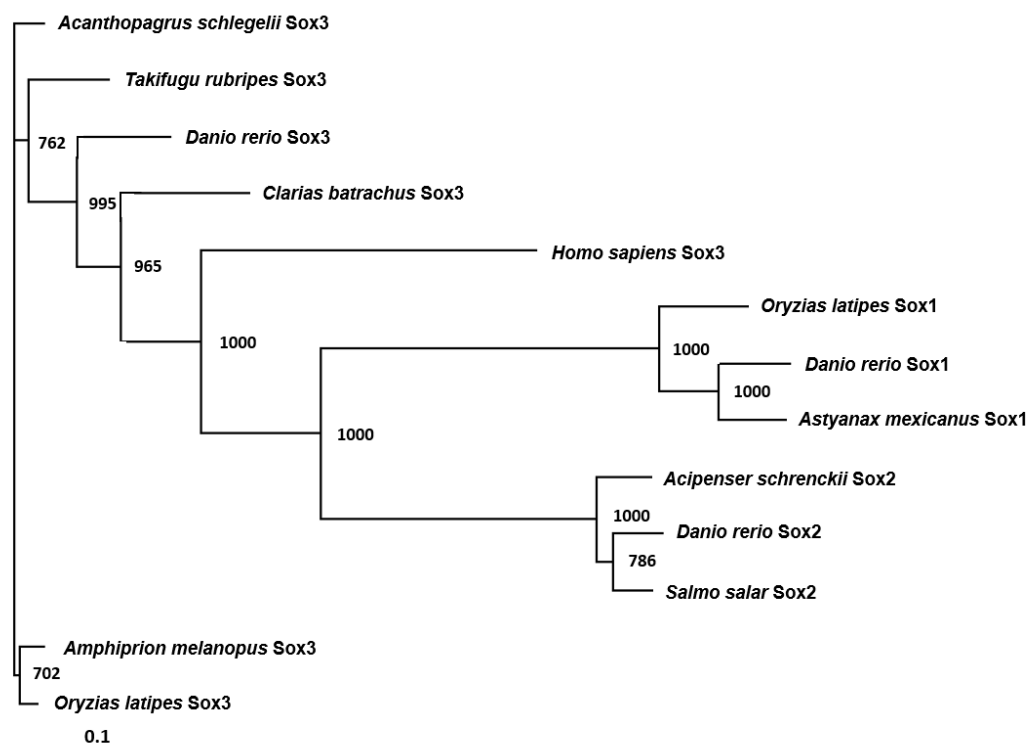 Acanthopagrus schlegelii Sox3
Takifugu rubripes Sox3
762
Danio rerio Sox3
995
Clarias batrachus Sox3
965
Homo sapiens Sox3
1000
Oryzias latipes Sox1
1000
Danio rerio Sox1
1000
Astyanax mexicanus Sox1
1000
Acipenser schrenckii Sox2
1000
Danio rerio Sox2
786
Salmo salar Sox2
Amphiprion melanopus Sox3
702
Oryzias latipes Sox3
0.1